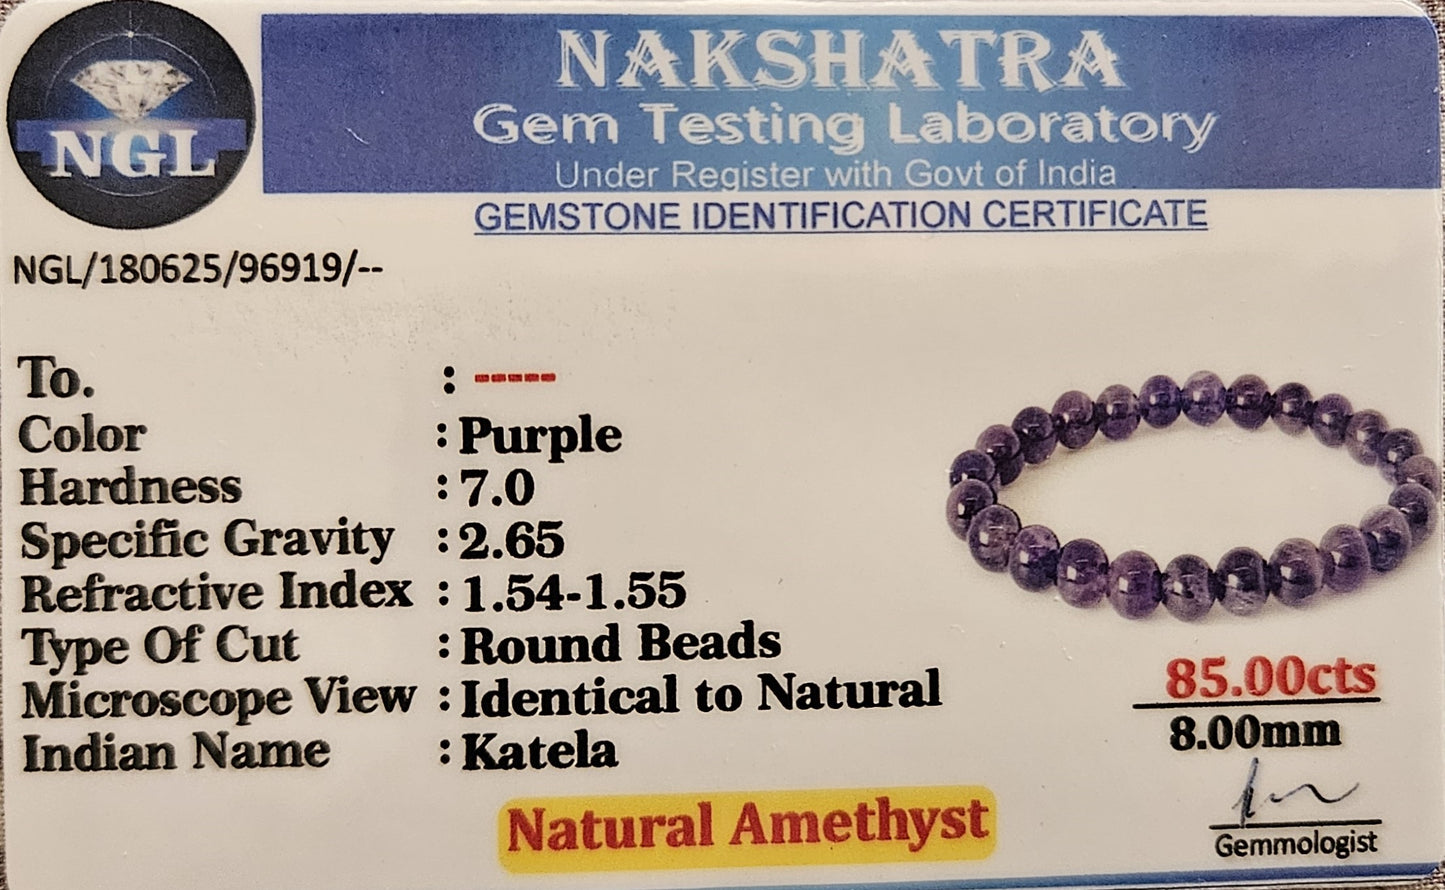 NGL
NAKSHATRA
Gem Testing Laboratory
Under Register with Govt of India
GEMSTONE IDENTIFICATION CERTIFICATE
NGL/180625/96919/--
To. : -----
Color : Purple
Hardness : 7.0
Specific Gravity : 2.65
Refractive Index : 1.54-1.55
Type Of Cut : Round Beads
Microscope View : Identical to Natural
Indian Name : Katela
85.00cts
8.00mm
Natural Amethyst
Gemmologist